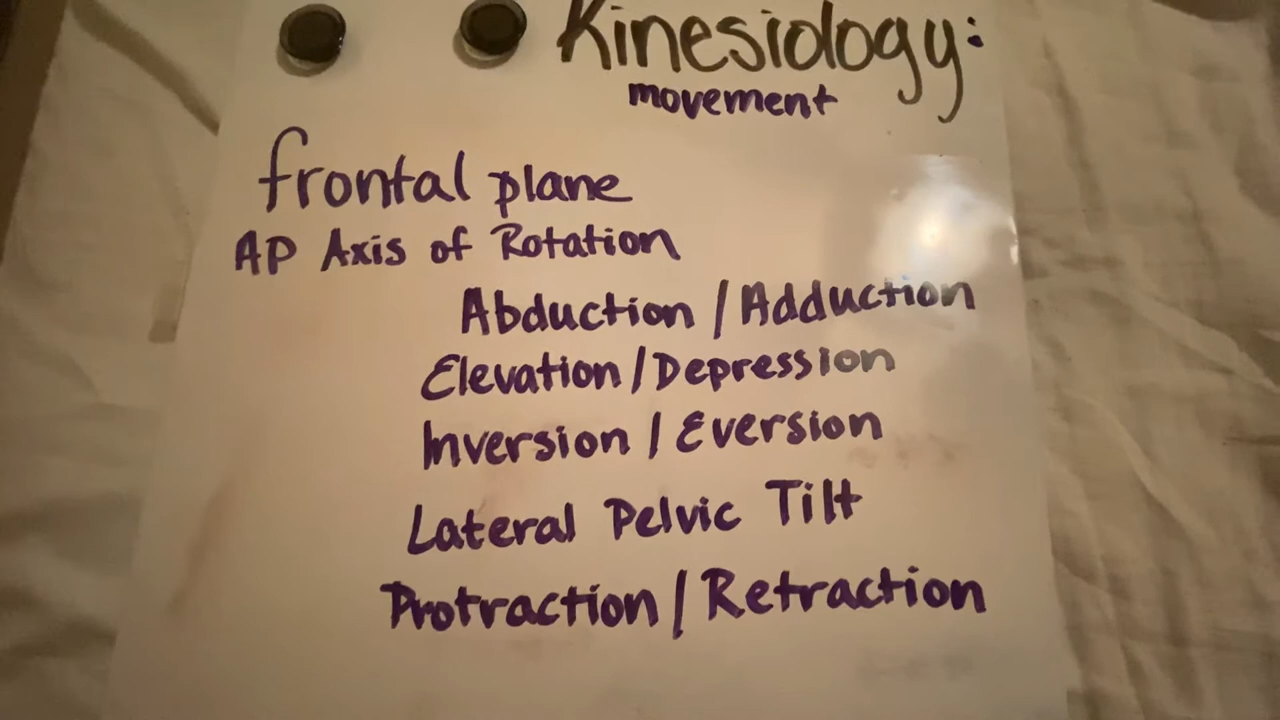 Kinesiology:
movement
frontal plane
AP Axis of Rotation
Abduction / Adduction
Elevation / Depression
Inversion / Eversion
Lateral Pelvic Tilt
Protraction / Retraction